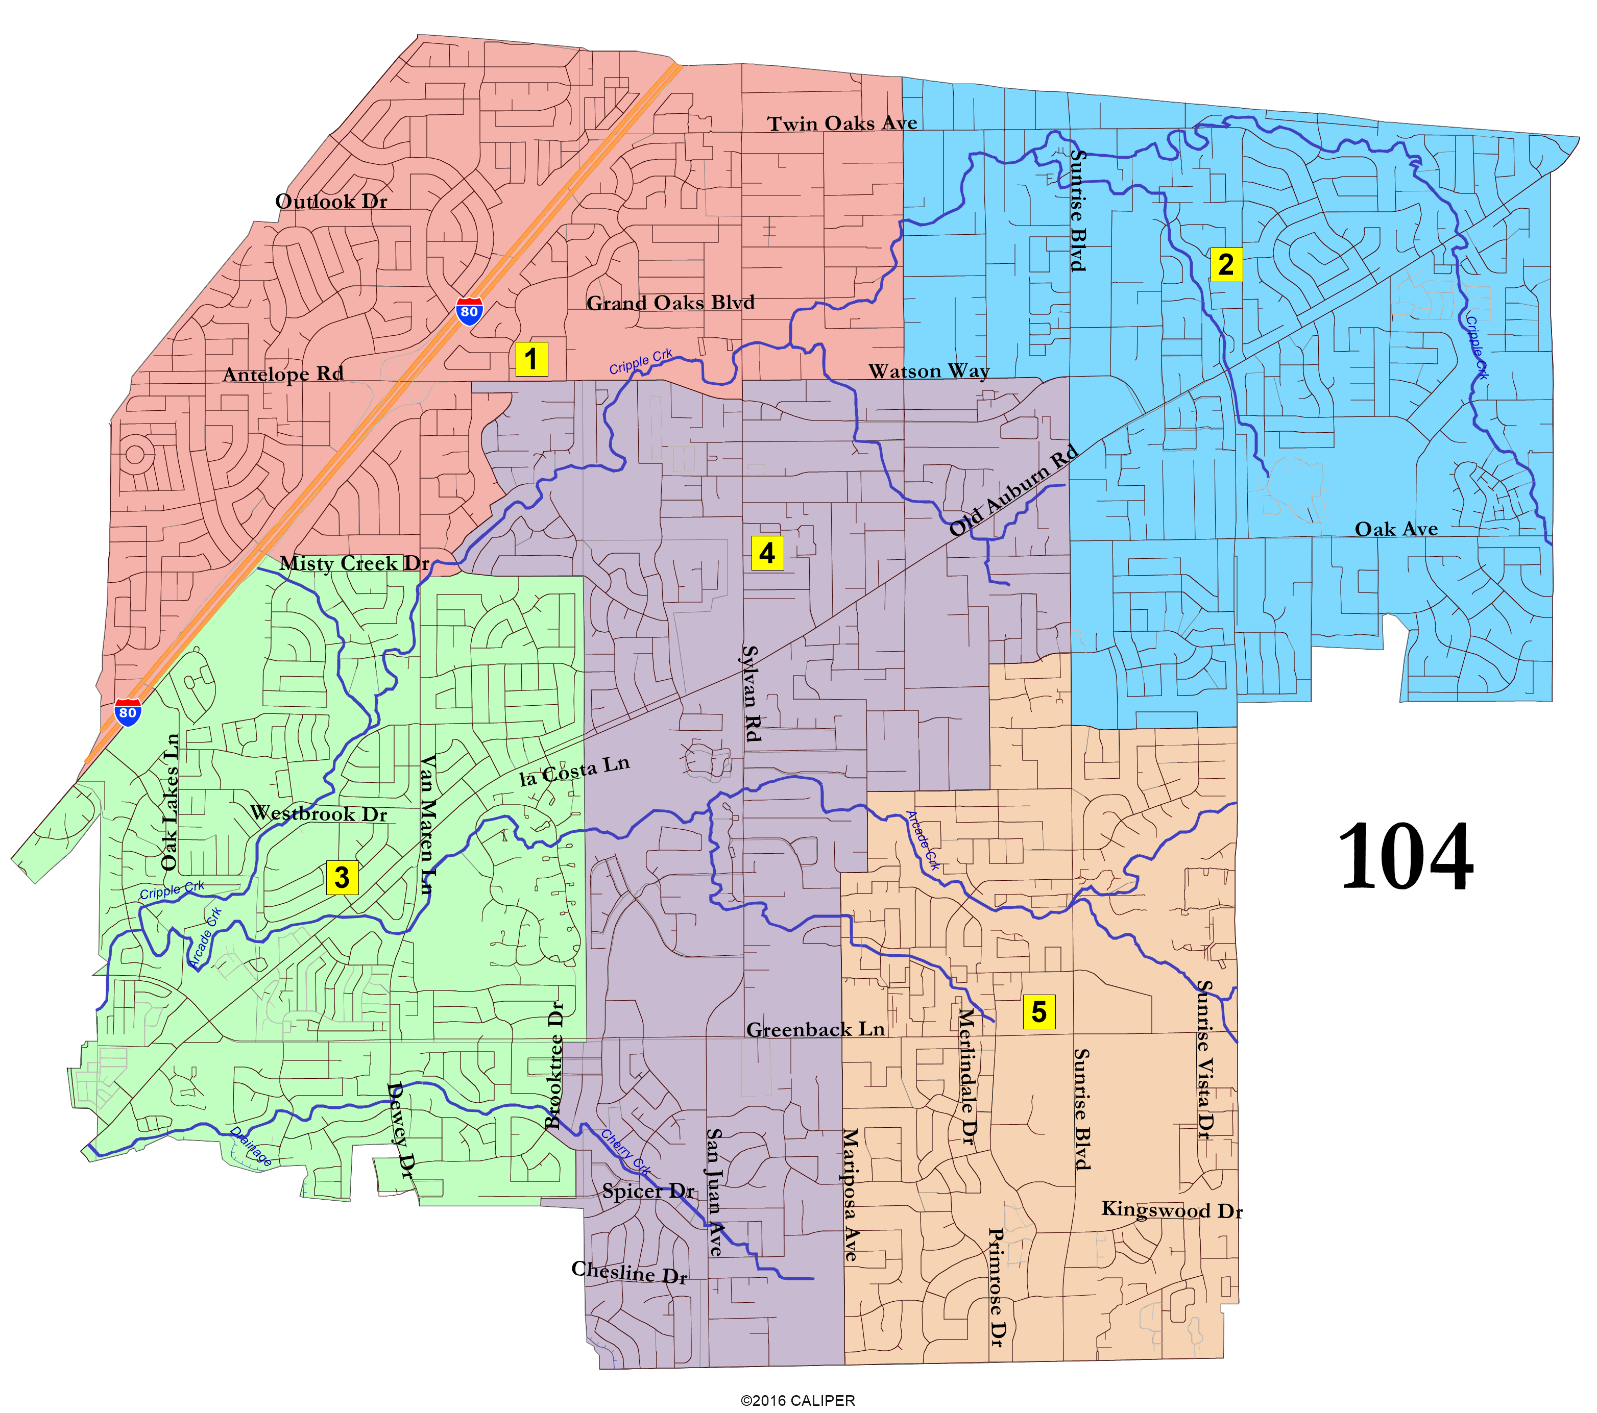 Twin Oaks Ave
Outlook Dr
Sunrise Blvd
2
Grand Oaks Blvd
80
Cripple Crk
1
Cripple Crk
Antelope Rd
Watson Way
Old Auburn Rd
Oak Ave
4
Misty Creek Dr
Sylvan Rd
80
la Costa Ln
Oak Lakes Ln
Van Maren Ln
Westbrook Dr
104
Arcade Crk
3
Cripple Crk
Arcade Crk
5
Sunrise Vista Dr
Greenback Ln
Merlindale Dr
Brooktree Dr
Sunrise Blvd
Dewey Dr
Drainage
Cherry Crk
San Juan Ave
Mariposa Ave
Spicer Dr
Kingswood Dr
Primrose Dr
Chesline Dr
©2016 CALIPER